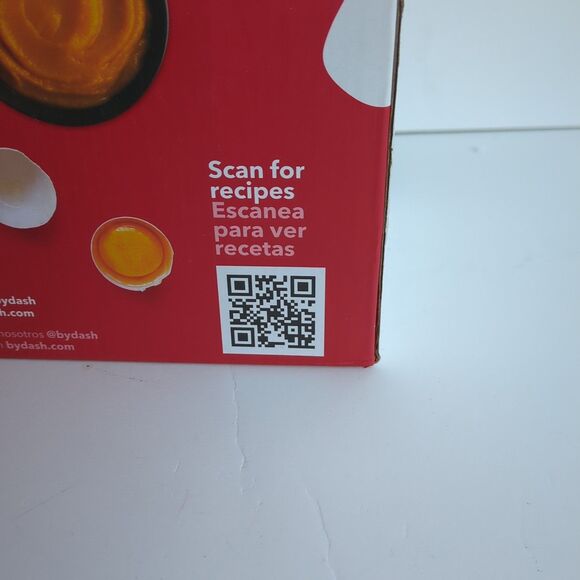 Scan for
recipes
Escanea
para ver
recetas
bydash
h.com
nosotros @bydash
bydash.com